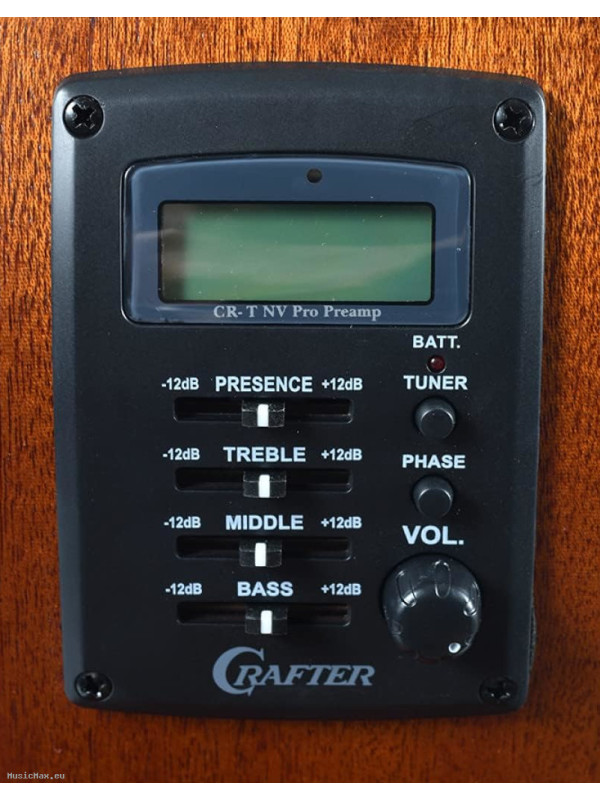 CR-T NV Pro Preamp
BATT.
-12dB PRESENCE +12dB
TUNER
-12dB TREBLE +12dB
PHASE
-12dB MIDDLE +12dB
VOL.
-12dB BASS +12dB
CRAFTER
MusicMax.eu